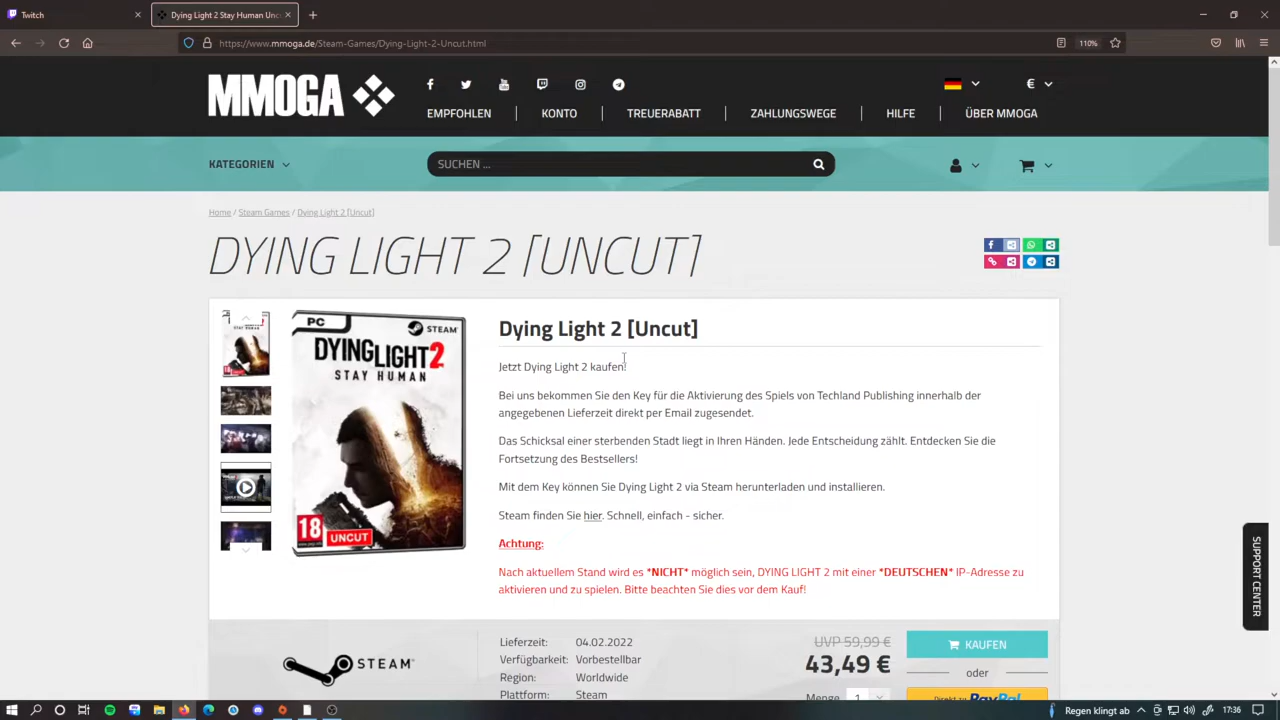 Twitch
Dying Light 2 Stay Human Unc
https://www.mmoga.de/Steam-Games/Dying-Light-2-Uncut.html
110%
MMOGA
€
EMPFOHLEN
KONTO
TREUERABATT
ZAHLUNGSWEGE
HILFE
ÜBER MMOGA
KATEGORIEN
SUCHEN ...
Home / Steam Games / Dying Light 2 [Uncut]
DYING LIGHT 2 [UNCUT]
PC
STEAM
DYING LIGHT 2
STAY HUMAN
18
UNCUT
Dying Light 2 [Uncut]
Jetzt Dying Light 2 kaufen!
Bei uns bekommen Sie den Key für die Aktivierung des Spiels von Techland Publishing innerhalb der
angegebenen Lieferzeit direkt per Email zugesendet.
Das Schicksal einer sterbenden Stadt liegt in Ihren Händen. Jede Entscheidung zählt. Entdecken Sie die
Fortsetzung des Bestsellers!
Mit dem Key können Sie Dying Light 2 via Steam herunterladen und installieren.
Steam finden Sie hier. Schnell, einfach - sicher.
Achtung:
Nach aktuellem Stand wird es *NICHT* möglich sein, DYING LIGHT 2 mit einer *DEUTSCHEN* IP-Adresse zu
aktivieren und zu spielen. Bitte beachten Sie dies vor dem Kauf!
SUPPORT CENTER
STEAM
Lieferzeit: 04.02.2022
Verfügbarkeit: Vorbestellbar
Region: Worldwide
Plattform: Steam
UVP 59,99 €
43,49 €
Menge 1
KAUFEN
oder
Direkt zu PayPal
Regen klingt ab
17:36